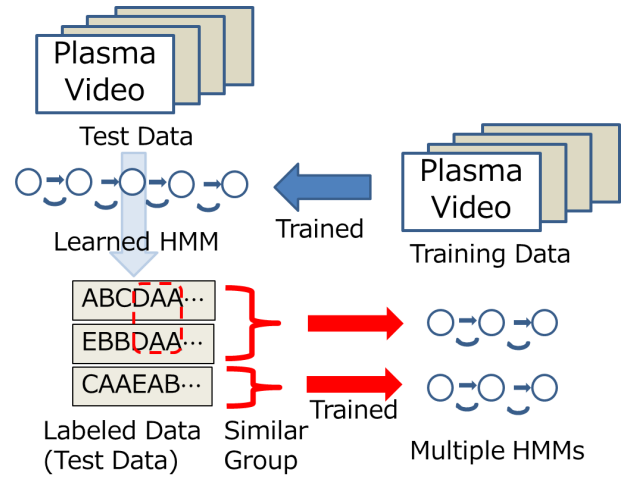 Plasma
Video
Test Data
Plasma
Video
Trained
Learned HMM
Training Data
ABCDAA…
EBBDAA…
CAAEAB…
Trained
Labeled Data
(Test Data)
Similar
Group
Multiple HMMs